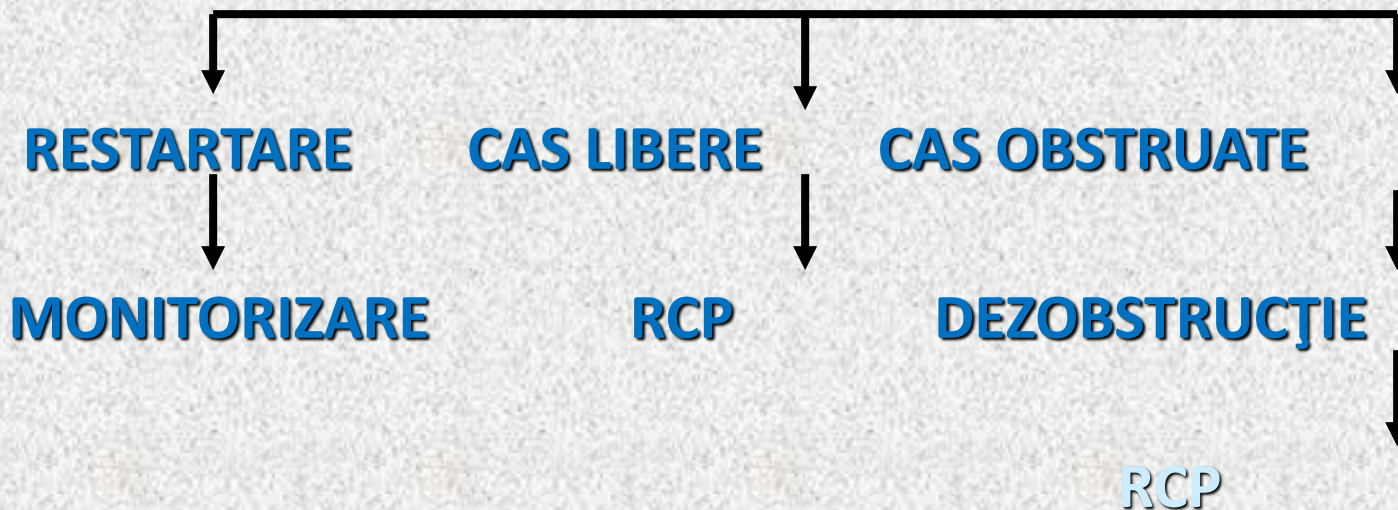 RESTARTARE CAS LIBERE CAS OBSTRUATE
MONITORIZARE RCP DEZOBSTRUCŢIE
RCP